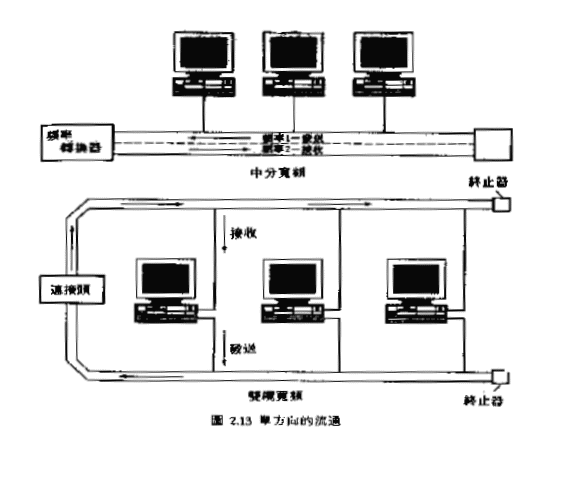 頻率
轉換器
頻率1－發送
頻率2－接收
中分寬頻
終止器
接收
連接頭
發送
雙纜寬頻
終止器
圖 2.13 單方向的流通